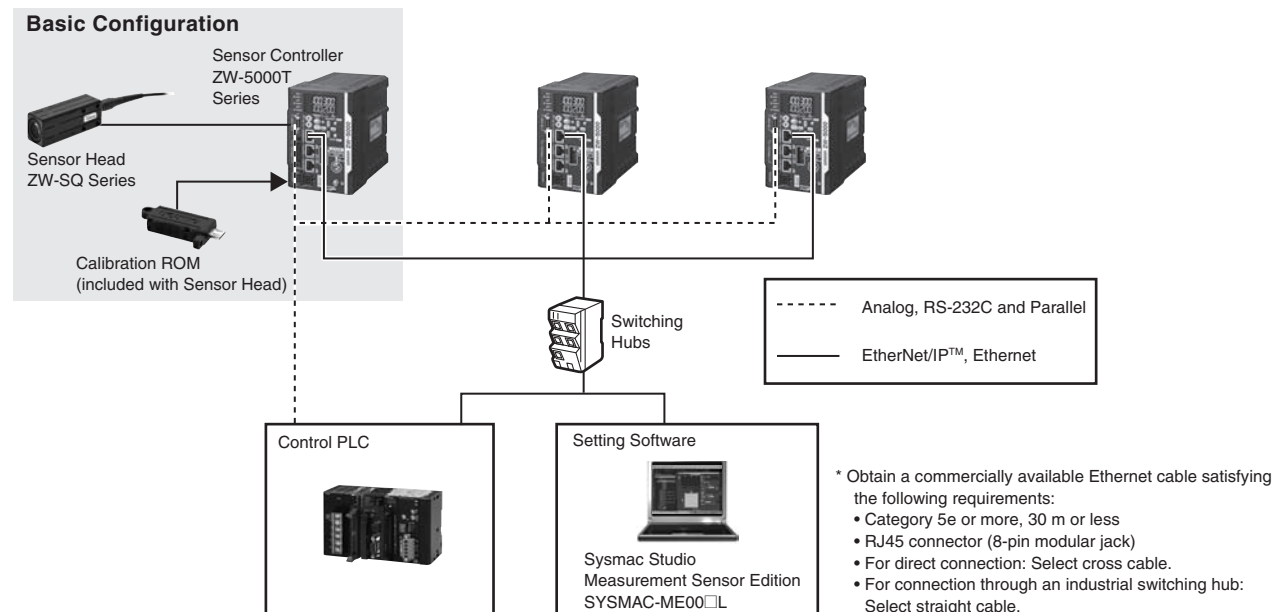 Basic Configuration
Sensor Controller
ZW-5000T
Series
Sensor Head
ZW-SQ Series
Calibration ROM
(included with Sensor Head)
Switching
Hubs
Analog, RS-232C and Parallel
EtherNet/IP™, Ethernet
Control PLC
Setting Software
Sysmac Studio
Measurement Sensor Edition
SYSMAC-ME00□L
* Obtain a commercially available Ethernet cable satisfying
the following requirements:
• Category 5e or more, 30 m or less
• RJ45 connector (8-pin modular jack)
• For direct connection: Select cross cable.
• For connection through an industrial switching hub:
Select straight cable.